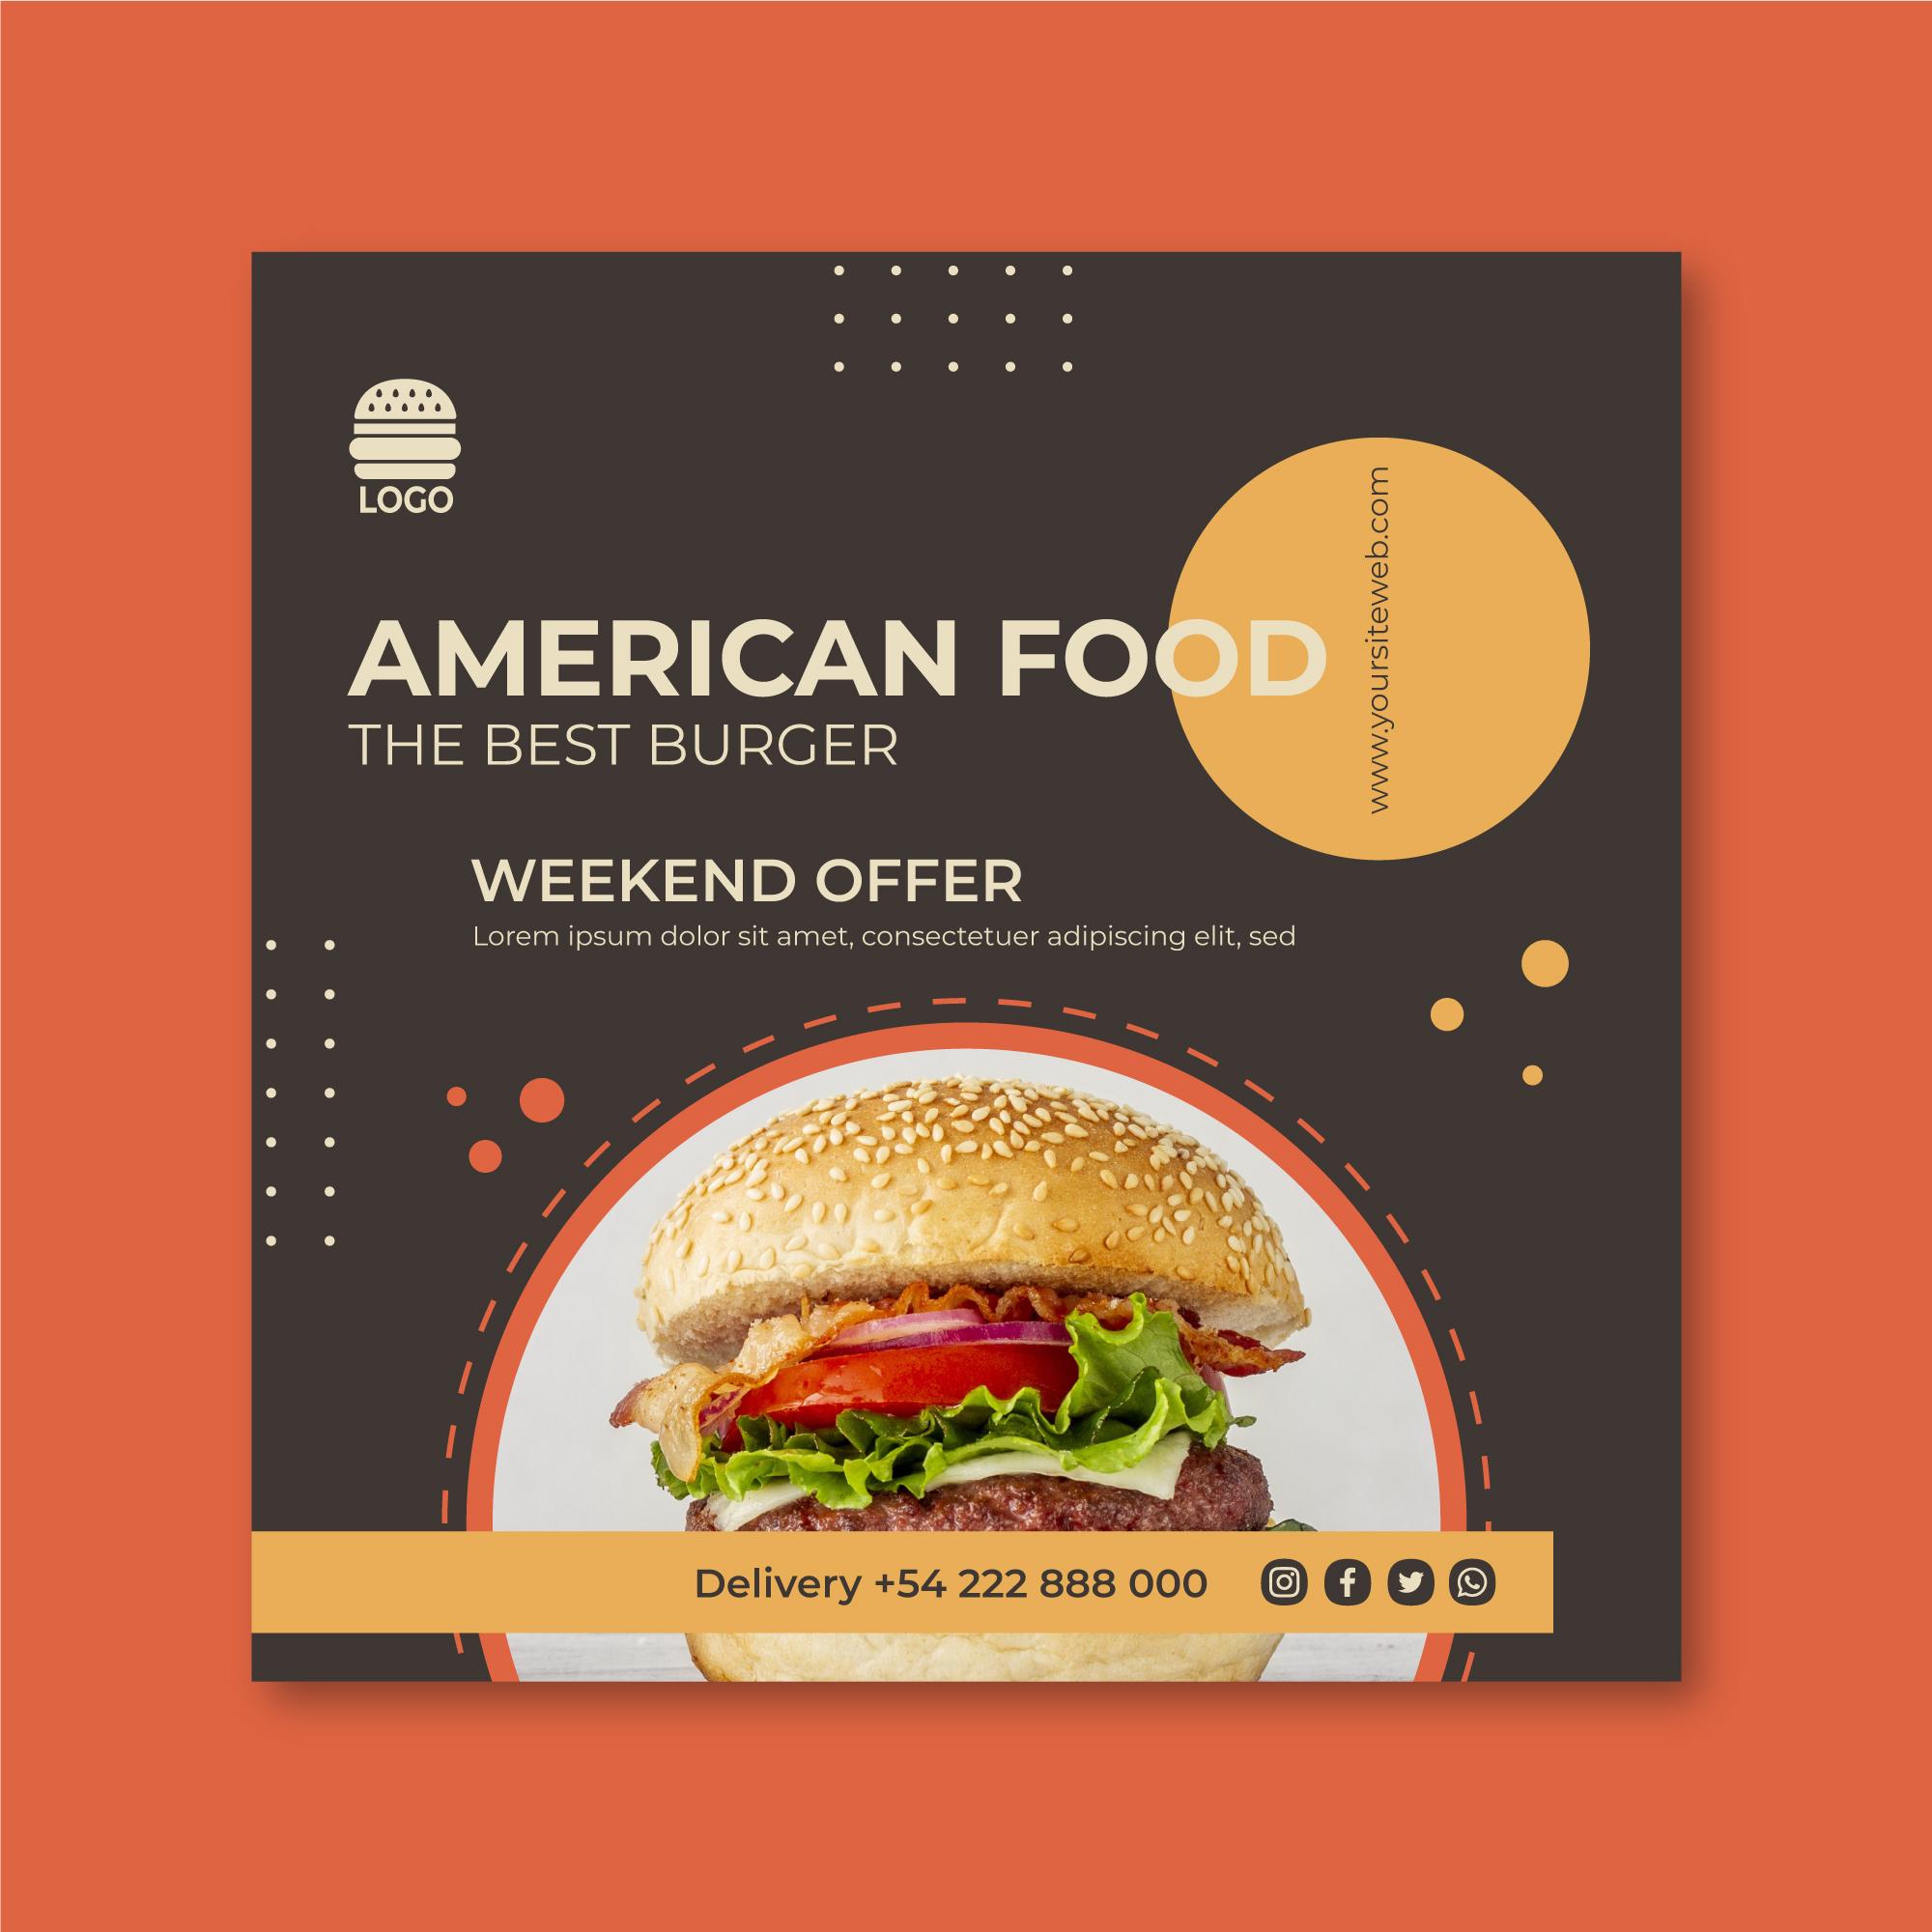 LOGO
AMERICAN FOOD
THE BEST BURGER
www.yoursiteweb.com
WEEKEND OFFER
Lorem ipsum dolor sit amet, consectetuer adipiscing elit, sed
Delivery +54 222 888 000